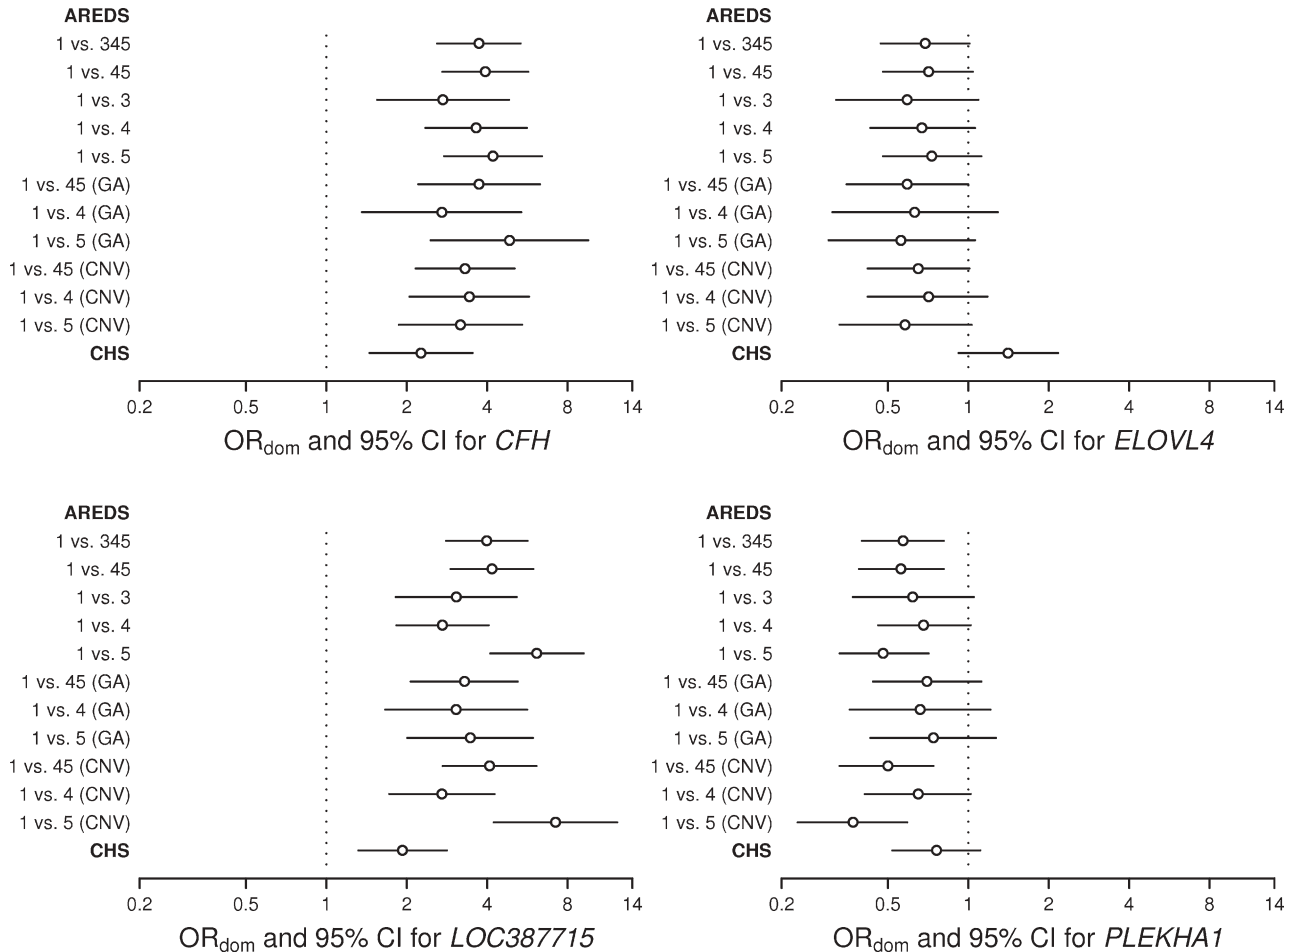 AREDS
1 vs. 345
1 vs. 45
1 vs. 3
1 vs. 4
1 vs. 5
1 vs. 45 (GA)
1 vs. 4 (GA)
1 vs. 5 (GA)
1 vs. 45 (CNV)
1 vs. 4 (CNV)
1 vs. 5 (CNV)
CHS
0.2 0.5 1 2 4 8 14
ORdom and 95% CI for CFH
AREDS
1 vs. 345
1 vs. 45
1 vs. 3
1 vs. 4
1 vs. 5
1 vs. 45 (GA)
1 vs. 4 (GA)
1 vs. 5 (GA)
1 vs. 45 (CNV)
1 vs. 4 (CNV)
1 vs. 5 (CNV)
CHS
0.2 0.5 1 2 4 8 14
ORdom and 95% CI for ELOVL4
AREDS
1 vs. 345
1 vs. 45
1 vs. 3
1 vs. 4
1 vs. 5
1 vs. 45 (GA)
1 vs. 4 (GA)
1 vs. 5 (GA)
1 vs. 45 (CNV)
1 vs. 4 (CNV)
1 vs. 5 (CNV)
CHS
0.2 0.5 1 2 4 8 14
ORdom and 95% CI for LOC387715
AREDS
1 vs. 345
1 vs. 45
1 vs. 3
1 vs. 4
1 vs. 5
1 vs. 45 (GA)
1 vs. 4 (GA)
1 vs. 5 (GA)
1 vs. 45 (CNV)
1 vs. 4 (CNV)
1 vs. 5 (CNV)
CHS
0.2 0.5 1 2 4 8 14
ORdom and 95% CI for PLEKHA1